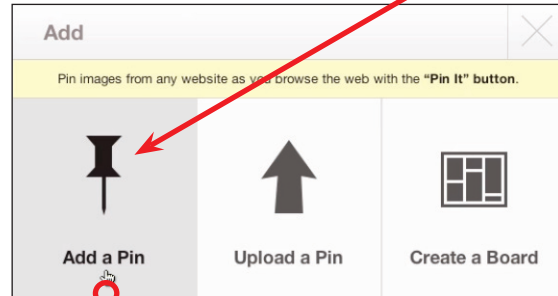 Add
Pin images from any website as you browse the web with the “Pin It” button.
Add a Pin
Upload a Pin
Create a Board